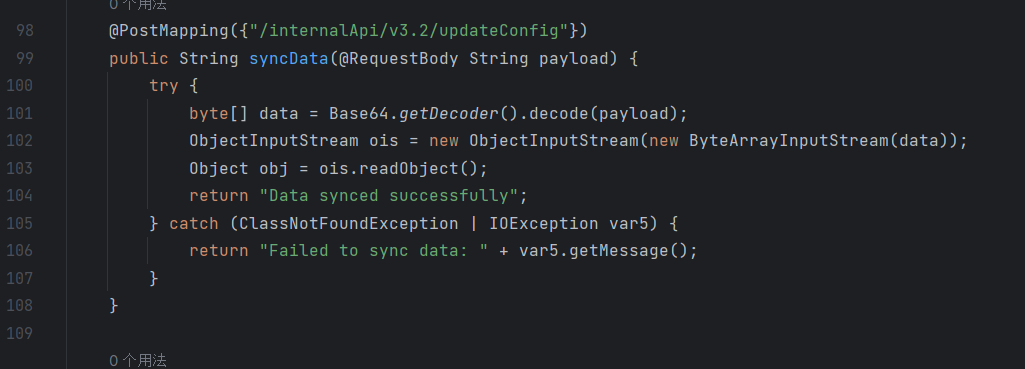 0 个用法
98 @PostMapping({"/internalApi/v3.2/updateConfig"})
99 public String syncData(@RequestBody String payload) {
100 try {
101 byte[] data = Base64.getDecoder().decode(payload);
102 ObjectInputStream ois = new ObjectInputStream(new ByteArrayInputStream(data));
103 Object obj = ois.readObject();
104 return "Data synced successfully";
105 } catch (ClassNotFoundException | IOException var5) {
106 return "Failed to sync data: " + var5.getMessage();
107 }
108 }
109
0 个用法